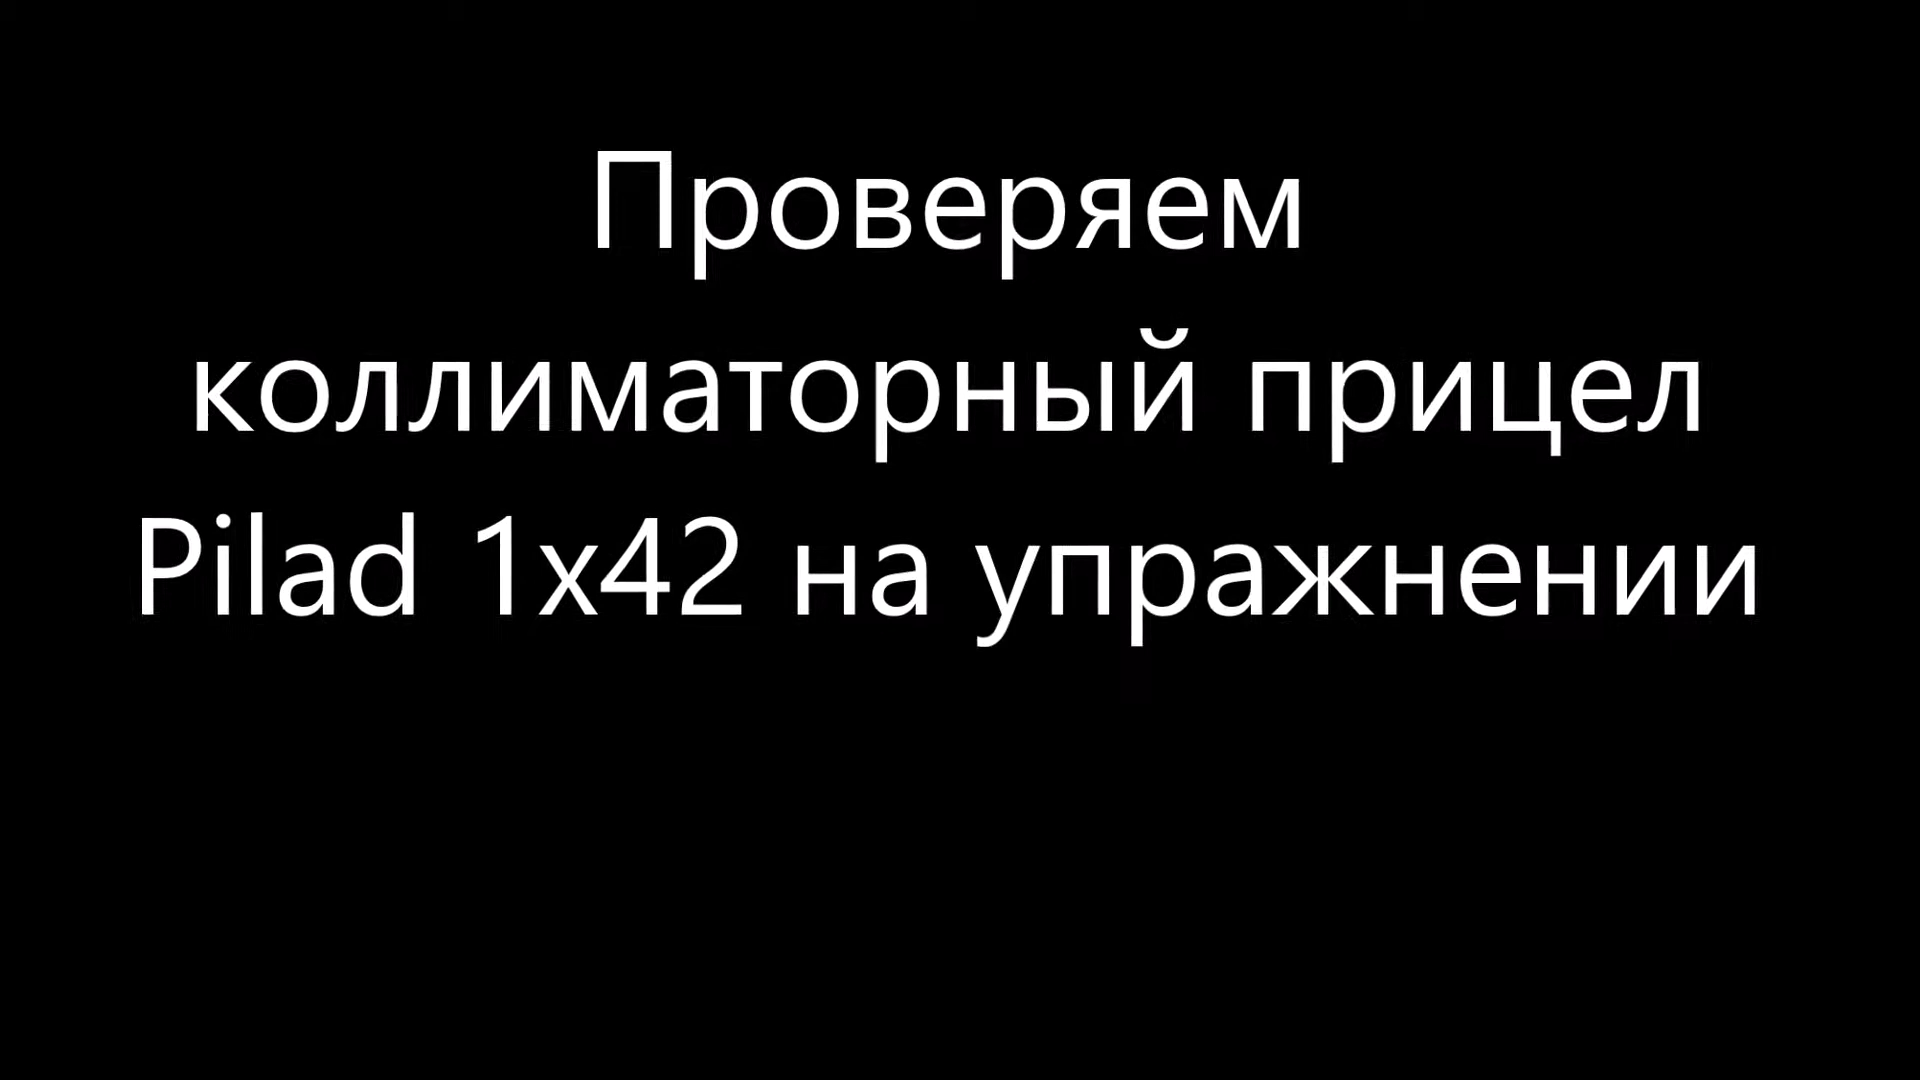 Проверяем
коллиматорный прицел
Pilad 1x42 на упражнении